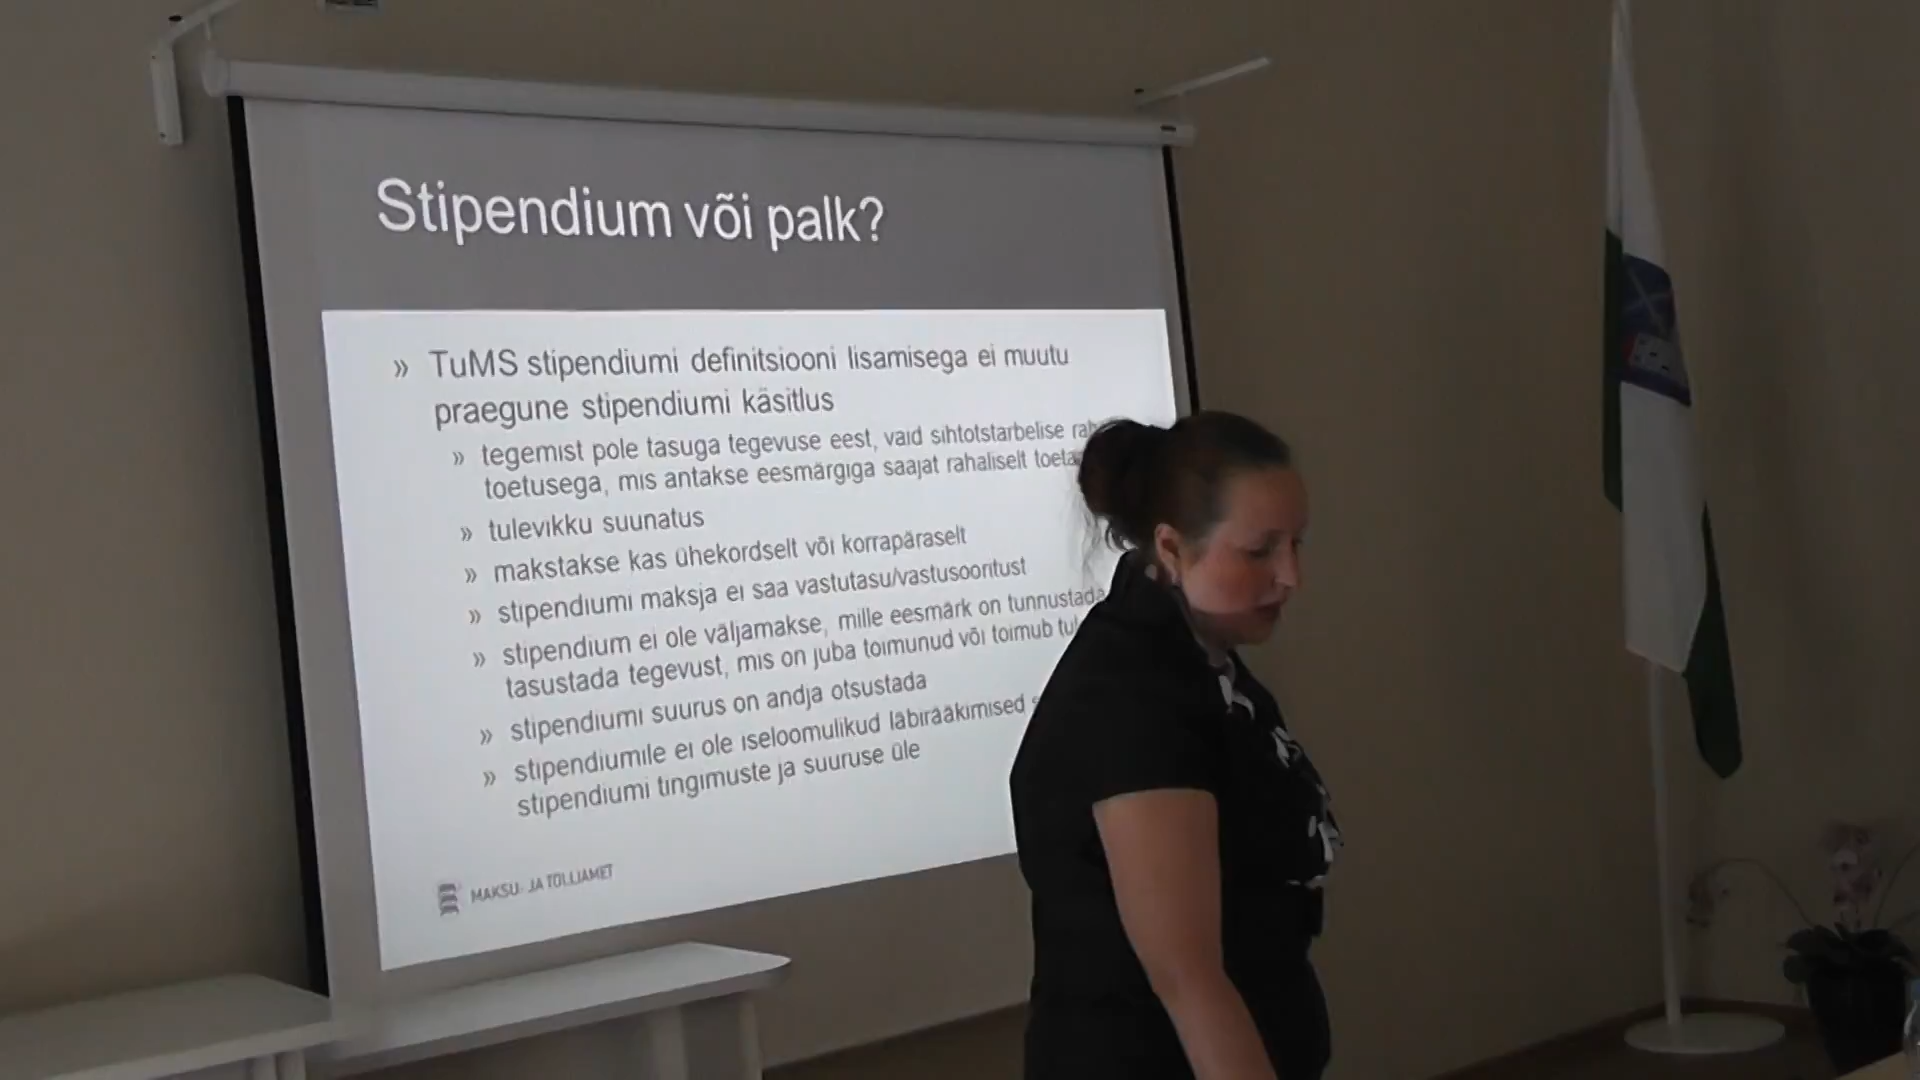 Stipendium või palk?
» TuMS stipendiumi definitsiooni lisamisega ei muutu
praegune stipendiumi käsitlus
» tegemist pole tasuga tegevuse eest, vaid sihtotstarbelise
toetusega, mis antakse eesmärgiga saajat rahaliselt
» tulevikku suunatus
» makstakse kas ühekordselt või korrapäraselt
» stipendiumi maksja ei saa vastutasu/vastusooritust
» stipendium ei ole väljamakse, mille eesmärk on tunnustada
tasustada tegevust, mis on juba toimunud või toimub
» stipendiumi suurus on andja otsustada
» stipendiumile ei ole iseloomulikud läbirääkimised
stipendiumi tingimuste ja suuruse üle
MAKSU- JA TOLLIAMET